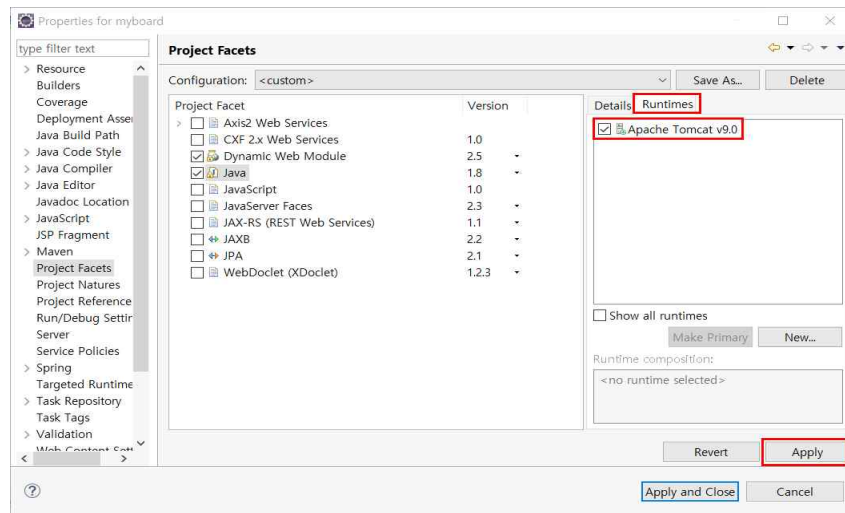 Properties for myboard
type filter text
Project Facets
Resource
Builders
Coverage
Deployment Asse
Java Build Path
Java Code Style
Java Compiler
Java Editor
Javadoc Location
JavaScript
JSP Fragment
Maven
Project Facets
Project Natures
Project Reference
Run/Debug Settir
Server
Service Policies
Spring
Targeted Runtime
Task Repository
Task Tags
Validation
Web Content Sett
Configuration: <custom> Save As... Delete
Project Facet Version
Axis2 Web Services
CXF 2.x Web Services 1.0
Dynamic Web Module 2.5
Java 1.8
JavaScript 1.0
JavaServer Faces 2.3
JAX-RS (REST Web Services) 1.1
JAXB 2.2
JPA 2.1
WebDoclet (XDoclet) 1.2.3
Details Runtimes
Apache Tomcat v9.0
Show all runtimes
Make Primary New...
Runtime composition:
<no runtime selected>
Revert Apply
Apply and Close Cancel